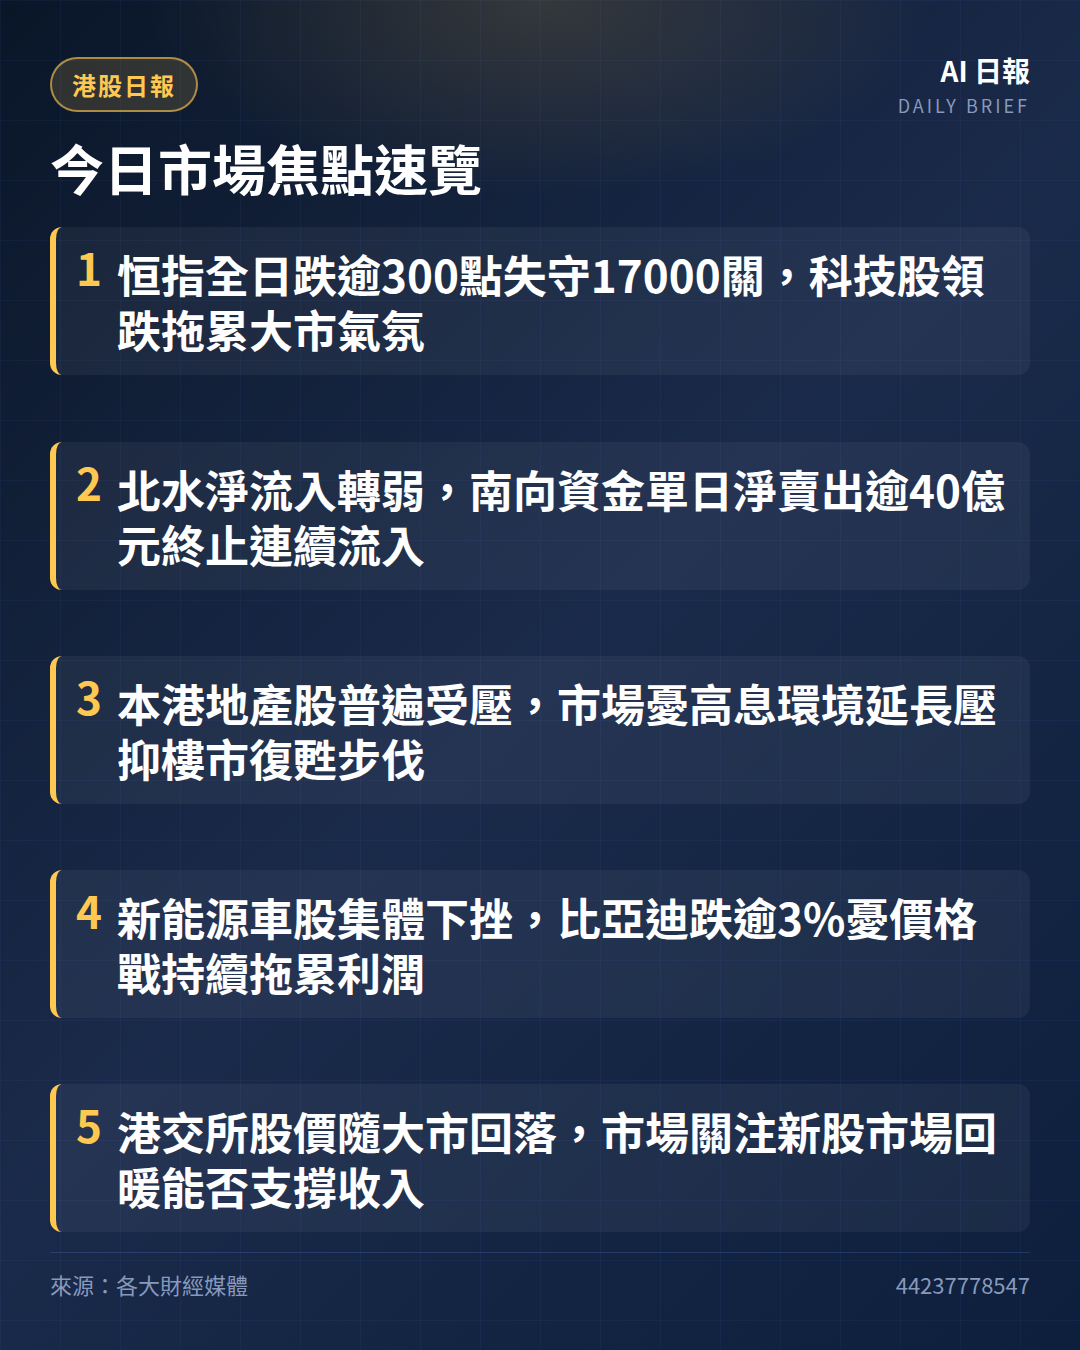 港股日報
AI 日報
DAILY BRIEF
今日市場焦點速覽
1 恒指全日跌逾300點失守17000關，科技股領
跌拖累大市氣氛
2 北水淨流入轉弱，南向資金單日淨賣出逾40億
元終止連續流入
3 本港地產股普遍受壓，市場憂高息環境延長壓
抑樓市復甦步伐
4 新能源車股集體下挫，比亞迪跌逾3%憂價格
戰持續拖累利潤
5 港交所股價隨大市回落，市場關注新股市場回
暖能否支撐收入
來源：各大財經媒體
44237778547